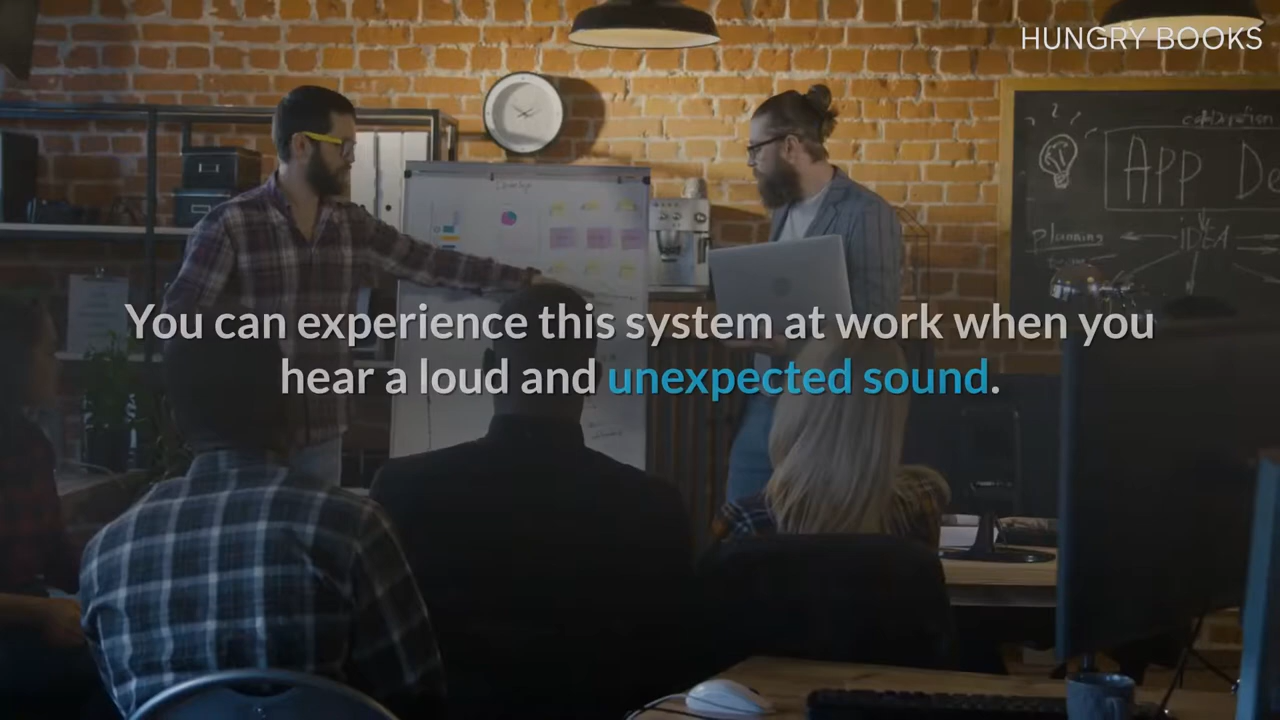 HUNGRY BOOKS
collaboration
APP De
Planning
iDEA
You can experience this system at work when you
hear a loud and unexpected sound.